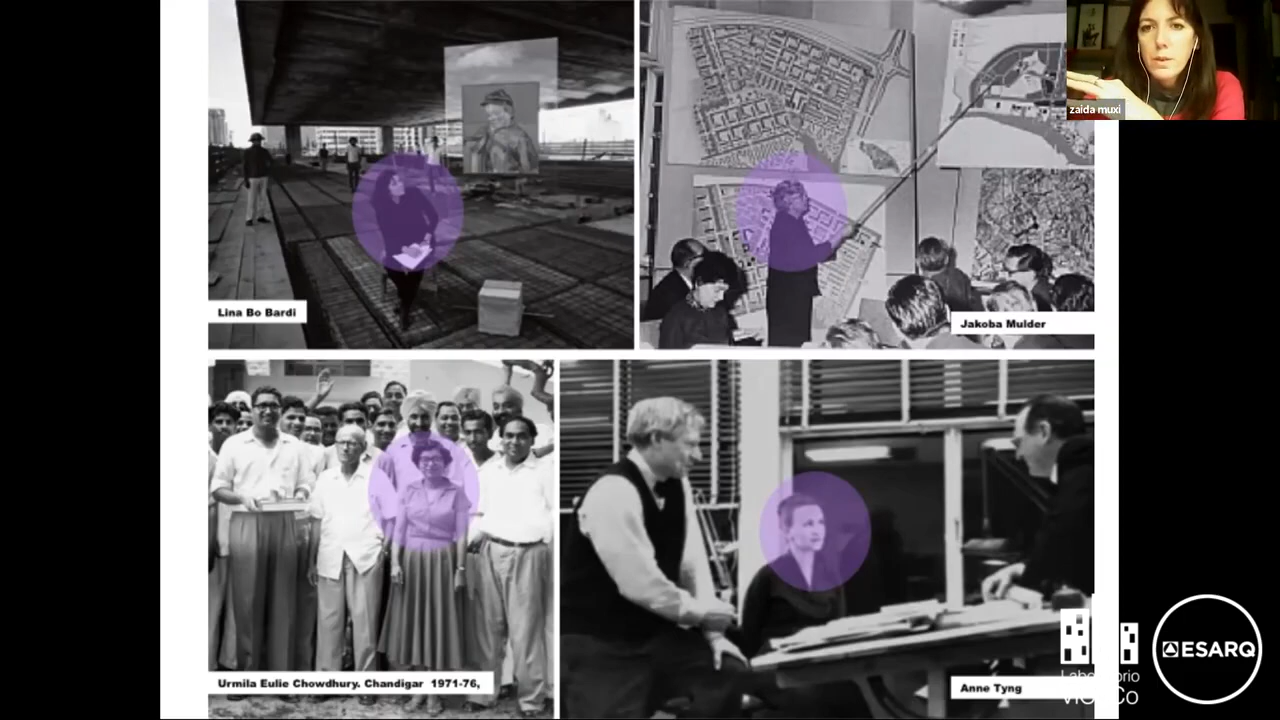 zaida muxi
Lina Bo Bardi
Jakoba Mulder
Urmila Eulie Chowdhury. Chandigar 1971-76,
Anne Tyng
ESARQ